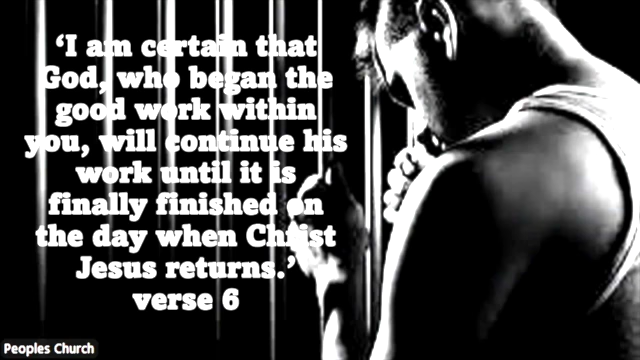 ‘I am certain that
God, who began the
good work within
you, will continue his
work until it is
finally finished on
the day when Christ
Jesus returns.’
verse 6
Peoples Church